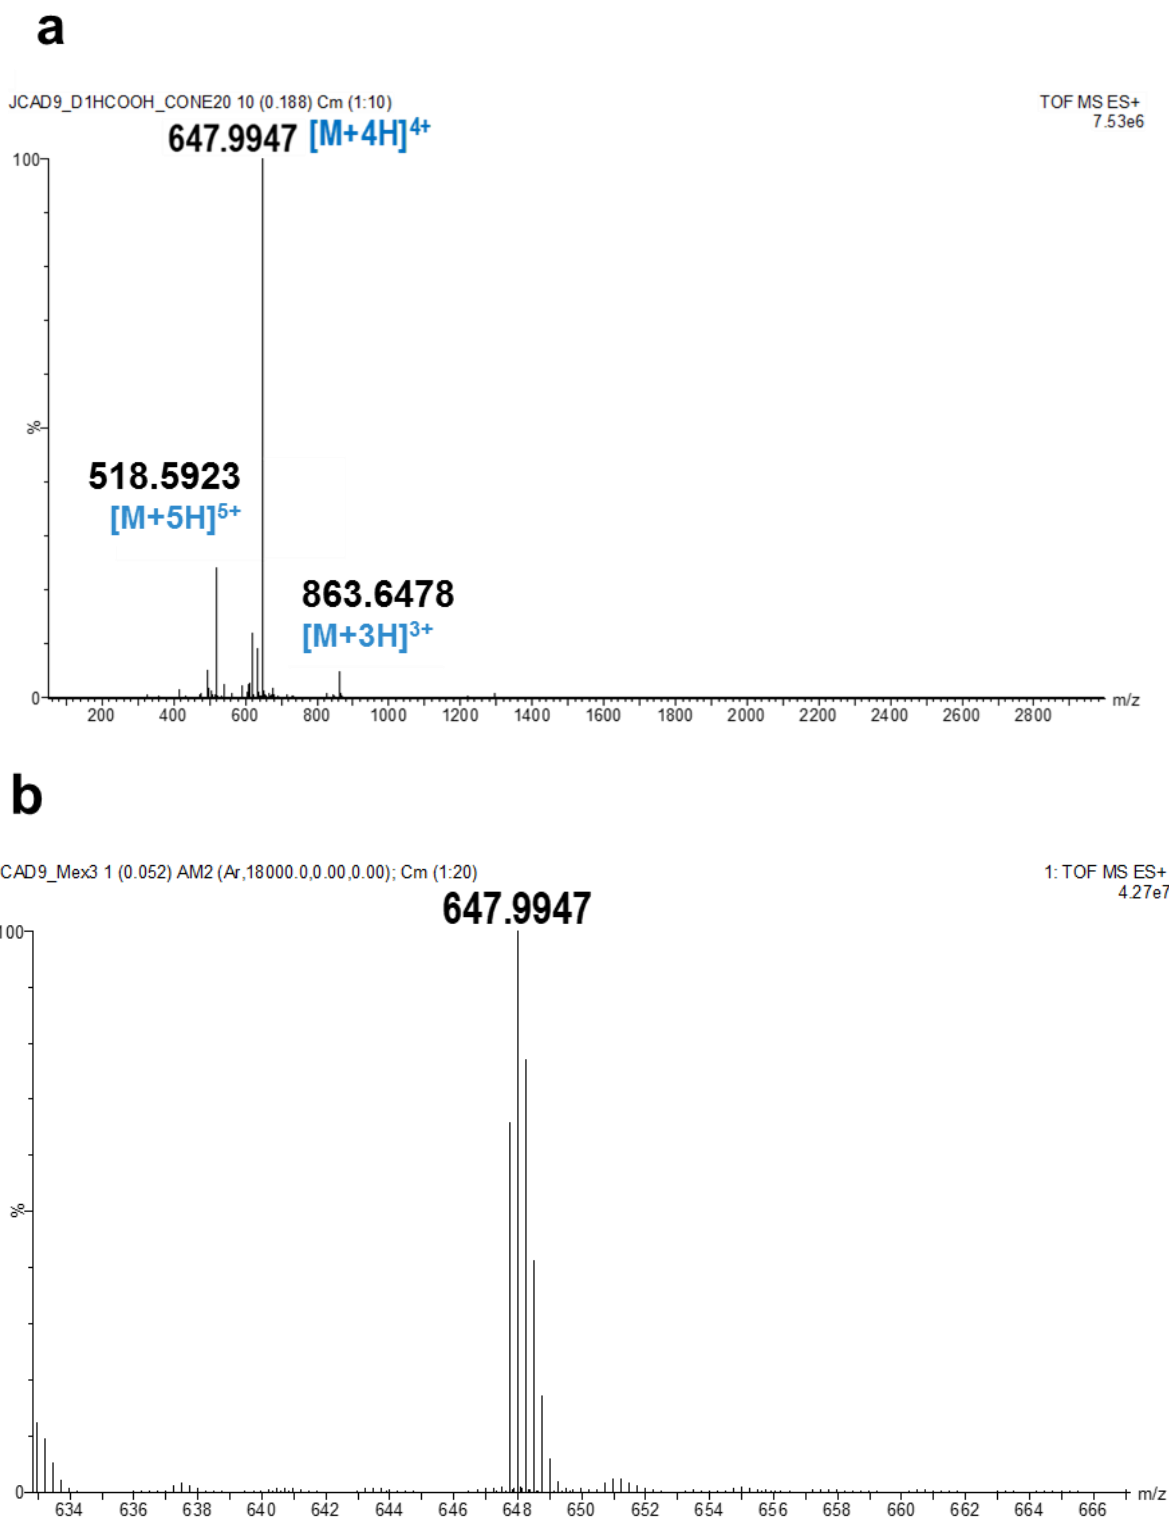 a
JCAD9_D1HCOOH_CONE20 10 (0.188) Cm (1:10)
TOF MS ES+
7.53e6
647.9947 [M+4H]4+
100
%
518.5923
[M+5H]5+
863.6478
[M+3H]3+
0
200 400 600 800 1000 1200 1400 1600 1800 2000 2200 2400 2600 2800 m/z
b
CAD9_Mex3 1 (0.052) AM2 (Ar,18000.0,0.00,0.00); Cm (1:20)
1: TOF MS ES+
4.27e7
647.9947
100
%
0
634 636 638 640 642 644 646 648 650 652 654 656 658 660 662 664 666 m/z